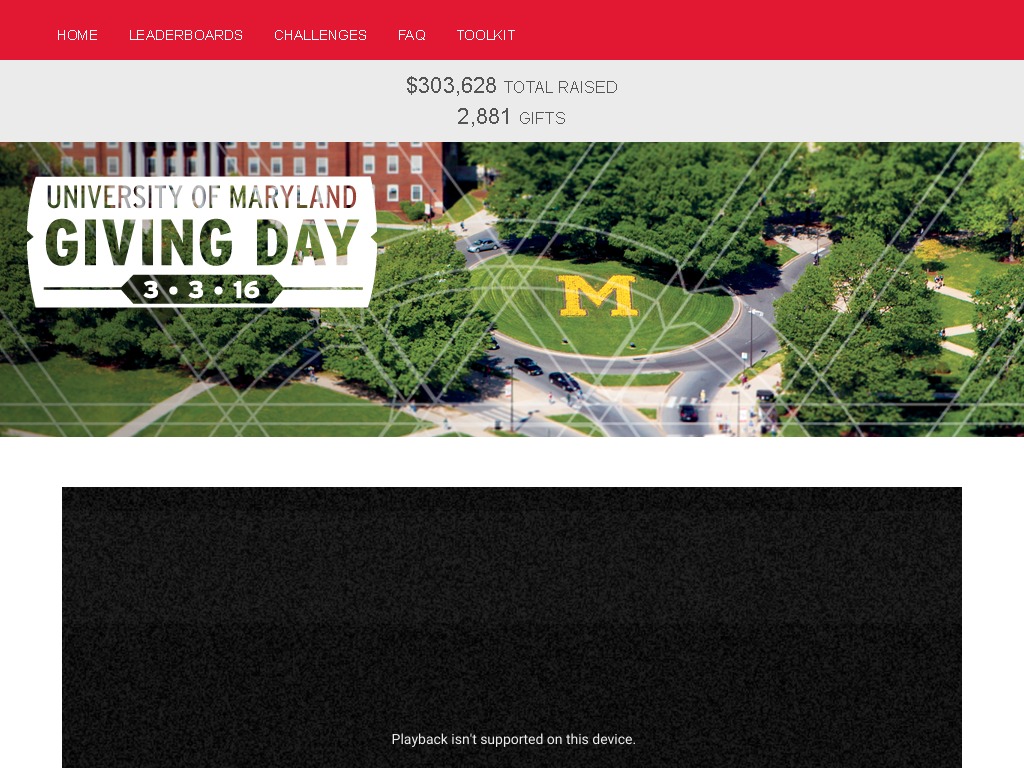 HOME LEADERBOARDS CHALLENGES FAQ TOOLKIT
$303,628 TOTAL RAISED
2,881 GIFTS
UNIVERSITY OF MARYLAND
GIVING DAY
3 • 3 • 16
M
Playback isn't supported on this device.